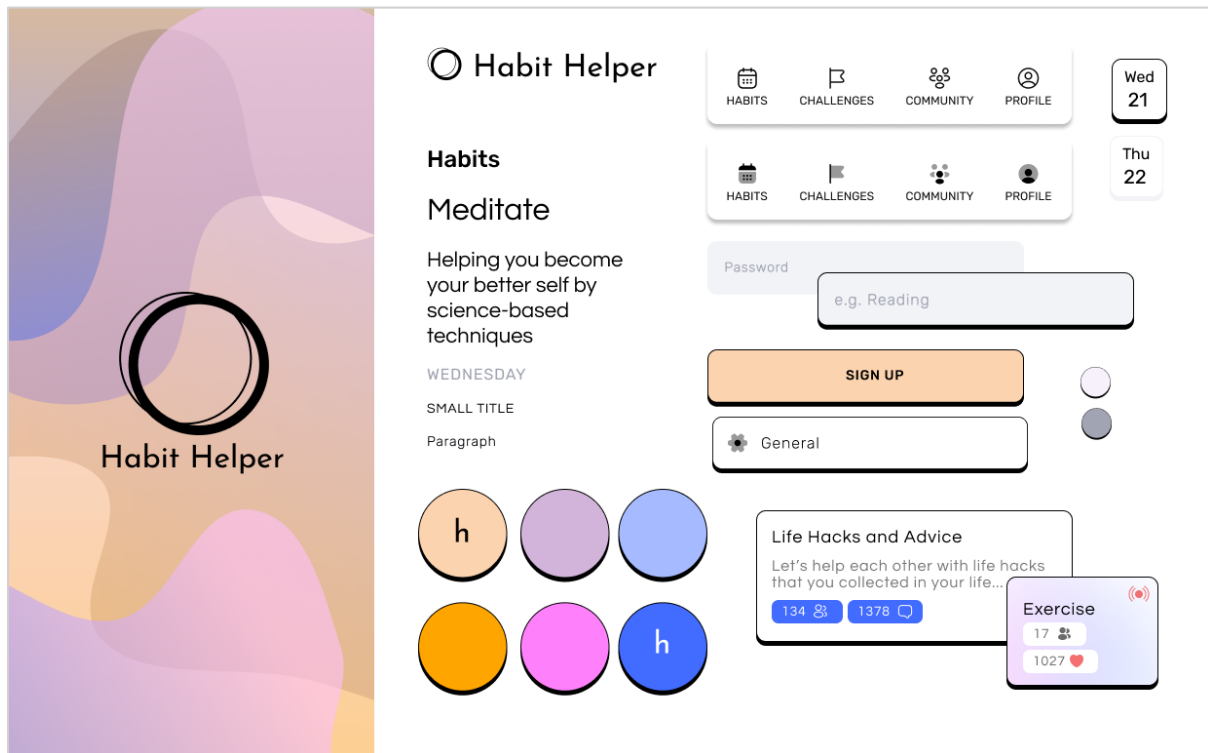 Habit Helper
Habit Helper
Habits
Meditate
Helping you become
your better self by
science-based
techniques
WEDNESDAY
SMALL TITLE
Paragraph
h
h
HABITS CHALLENGES COMMUNITY PROFILE
HABITS CHALLENGES COMMUNITY PROFILE
Wed
21
Thu
22
Password
e.g. Reading
SIGN UP
General
Life Hacks and Advice
Let's help each other with life hacks
that you collected in your life...
134 1378
Exercise
17
1027